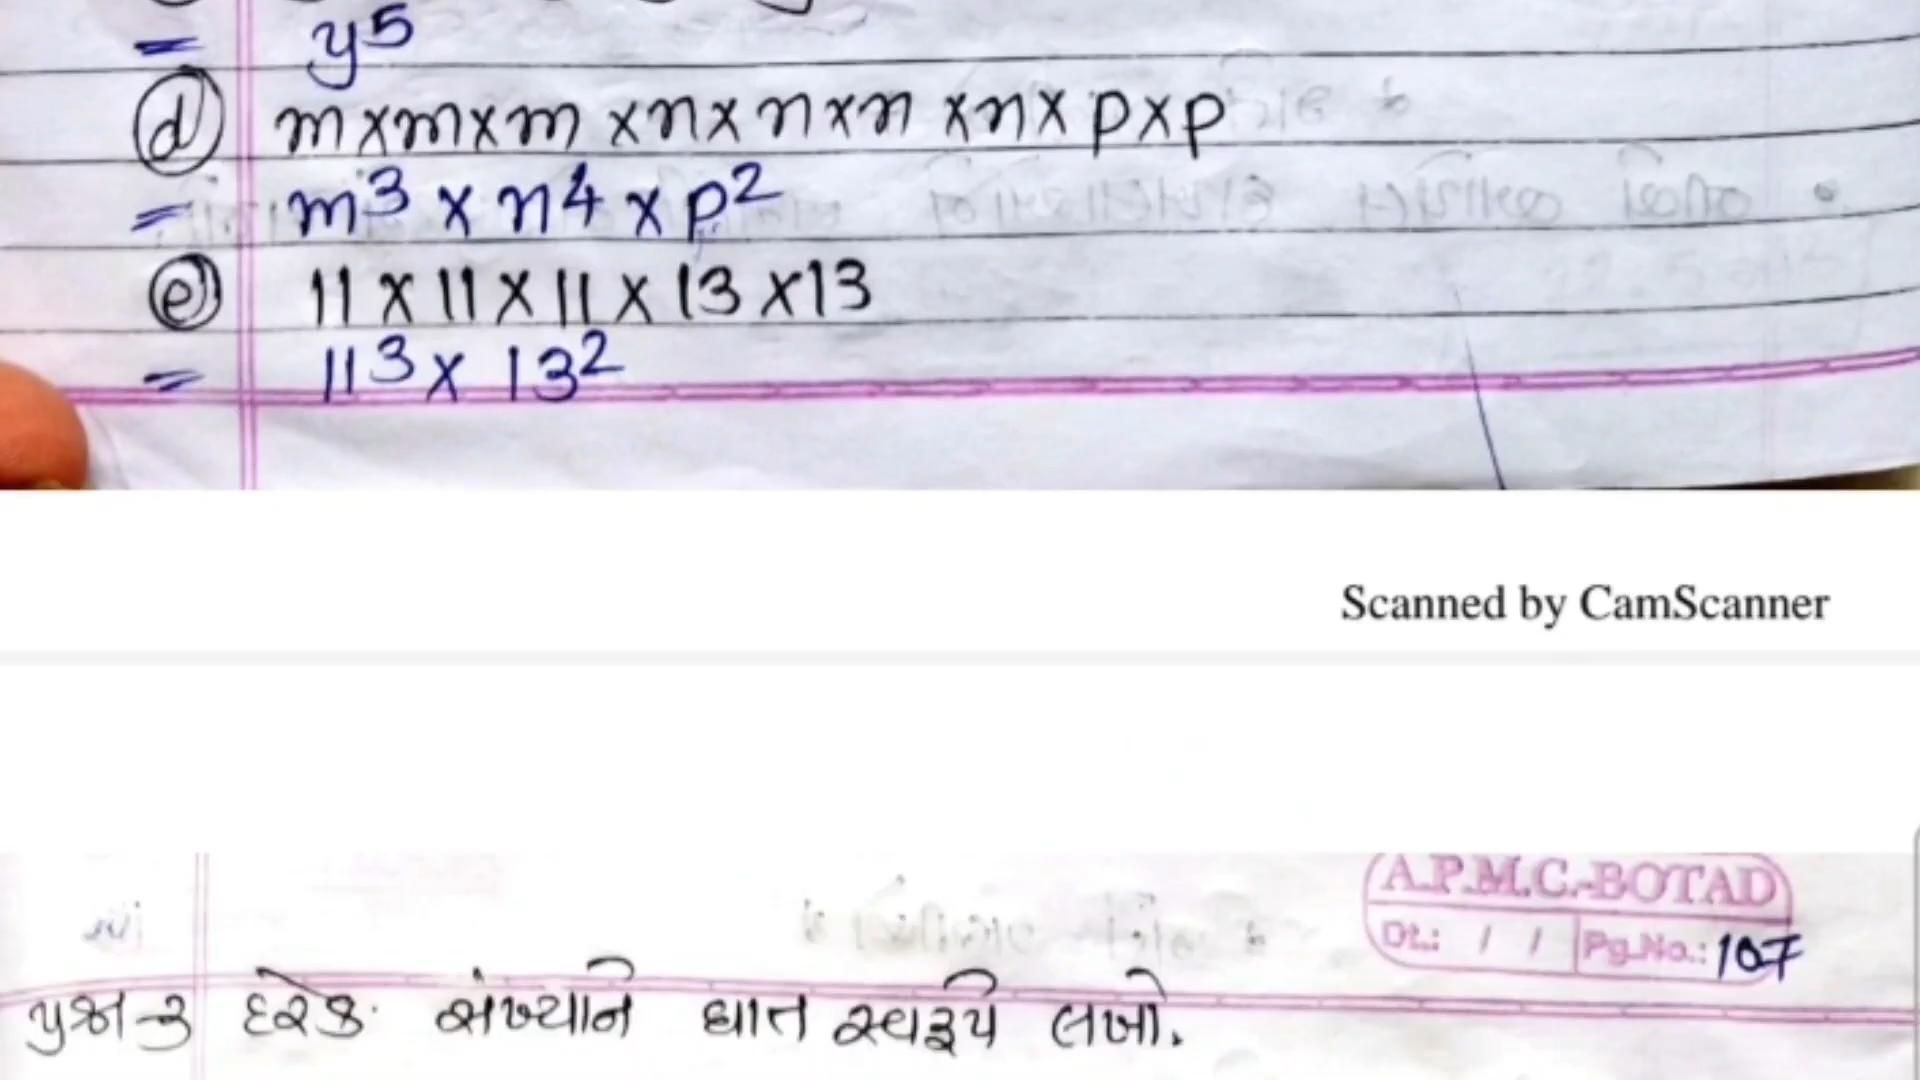 = y⁵
(d) m×m×m×n×n×n×n×p×p
= m³ × n⁴ × p²
(e) 11 × 11 × 11 × 13 × 13
= 11³ × 13²
Scanned by CamScanner
A.P.M.C.-BOTAD
Dt.: / / Pg.No.: 107
પ્રશ્ન-૩ દરેક સંખ્યાને ઘાત સ્વરૂપે લખો.